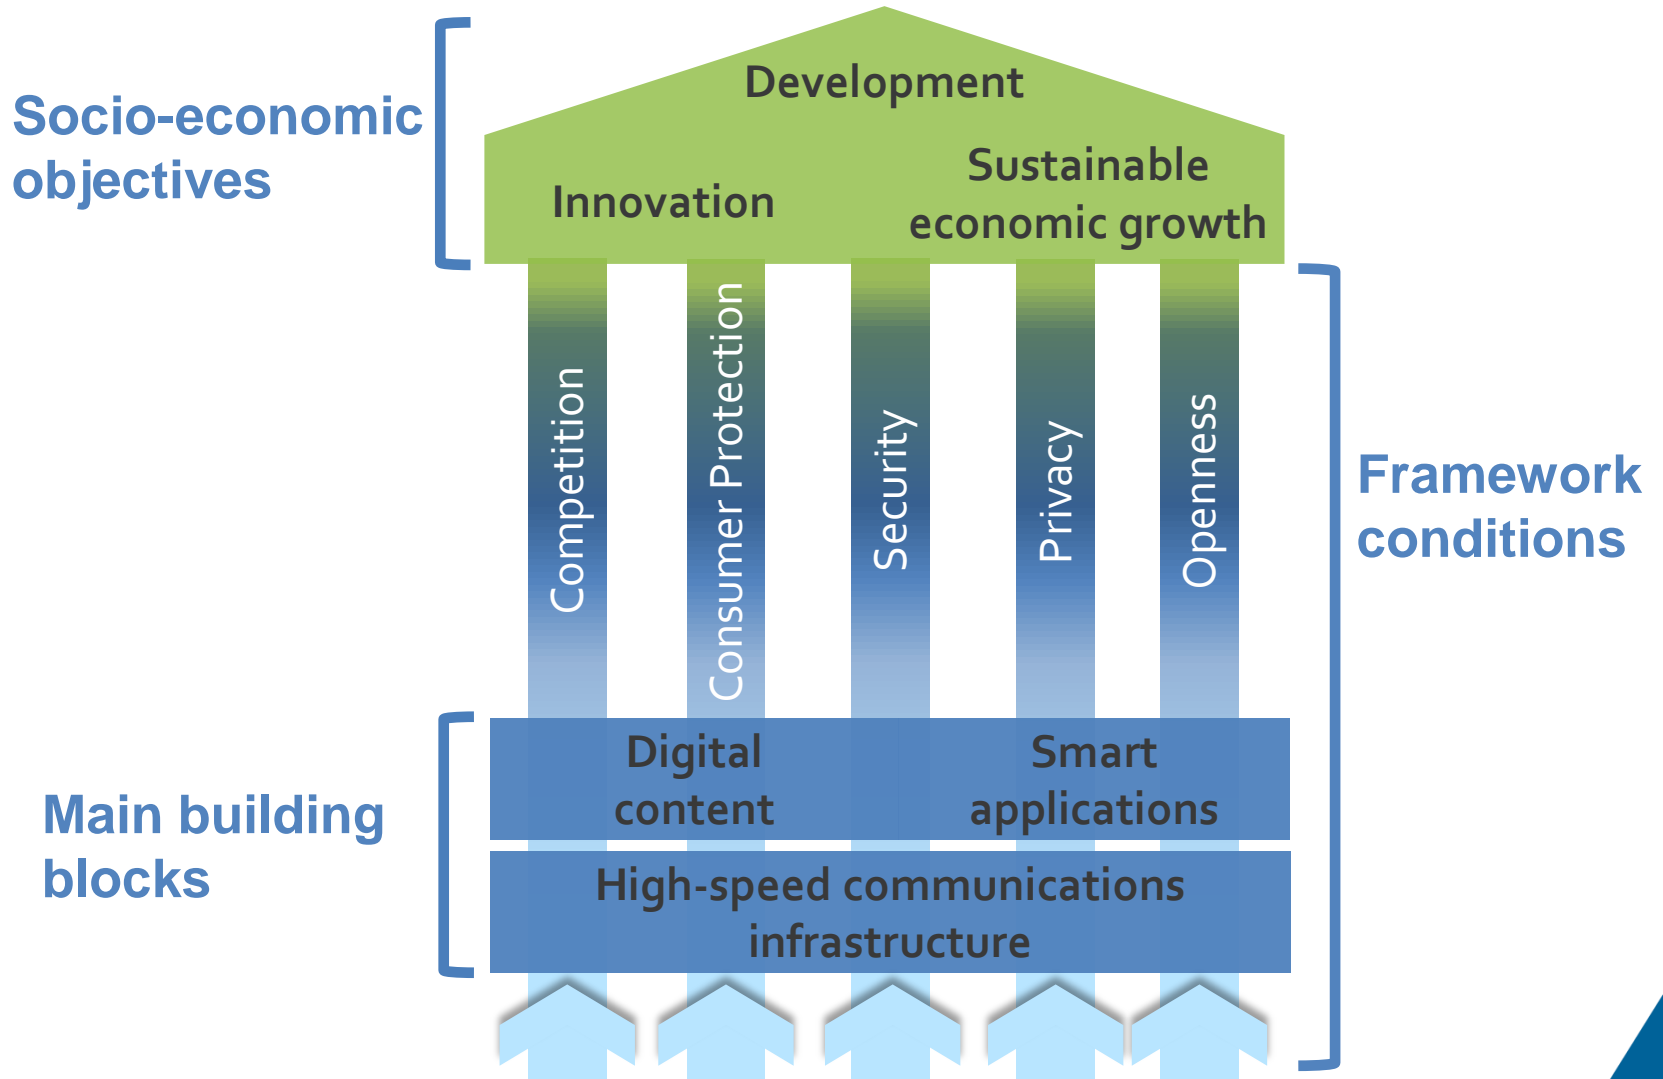 Socio-economic
objectives
Development
Innovation
Sustainable
economic growth
Competition
Consumer Protection
Security
Privacy
Openness
Framework
conditions
Main building
blocks
Digital
content
Smart
applications
High-speed communications
infrastructure